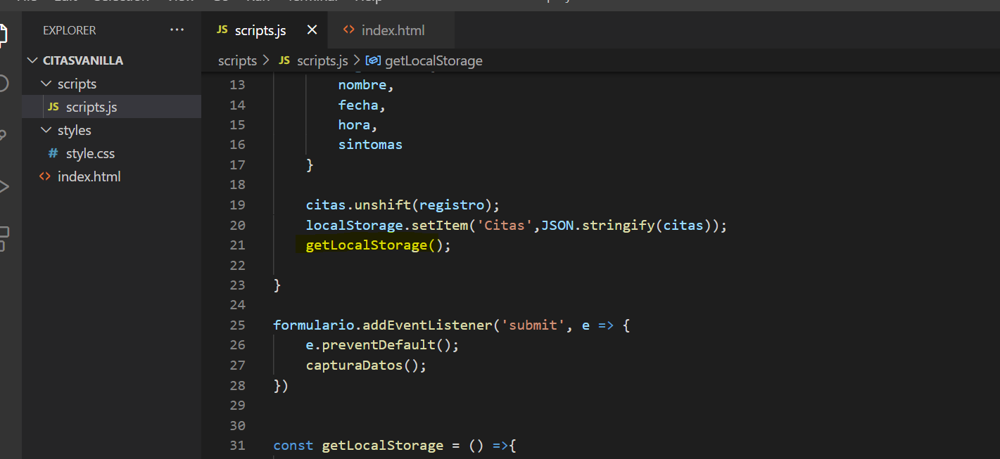 EXPLORER ...
CITASVANILLA
scripts
JS scripts.js
styles
# style.css
<> index.html
JS scripts.js × <> index.html
scripts > JS scripts.js > getLocalStorage
13 nombre,
14 fecha,
15 hora,
16 sintomas
17 }
18
19 citas.unshift(registro);
20 localStorage.setItem('Citas',JSON.stringify(citas));
21 getLocalStorage();
22
23 }
24
25 formulario.addEventListener('submit', e => {
26 e.preventDefault();
27 capturaDatos();
28 })
29
30
31 const getLocalStorage = () =>{